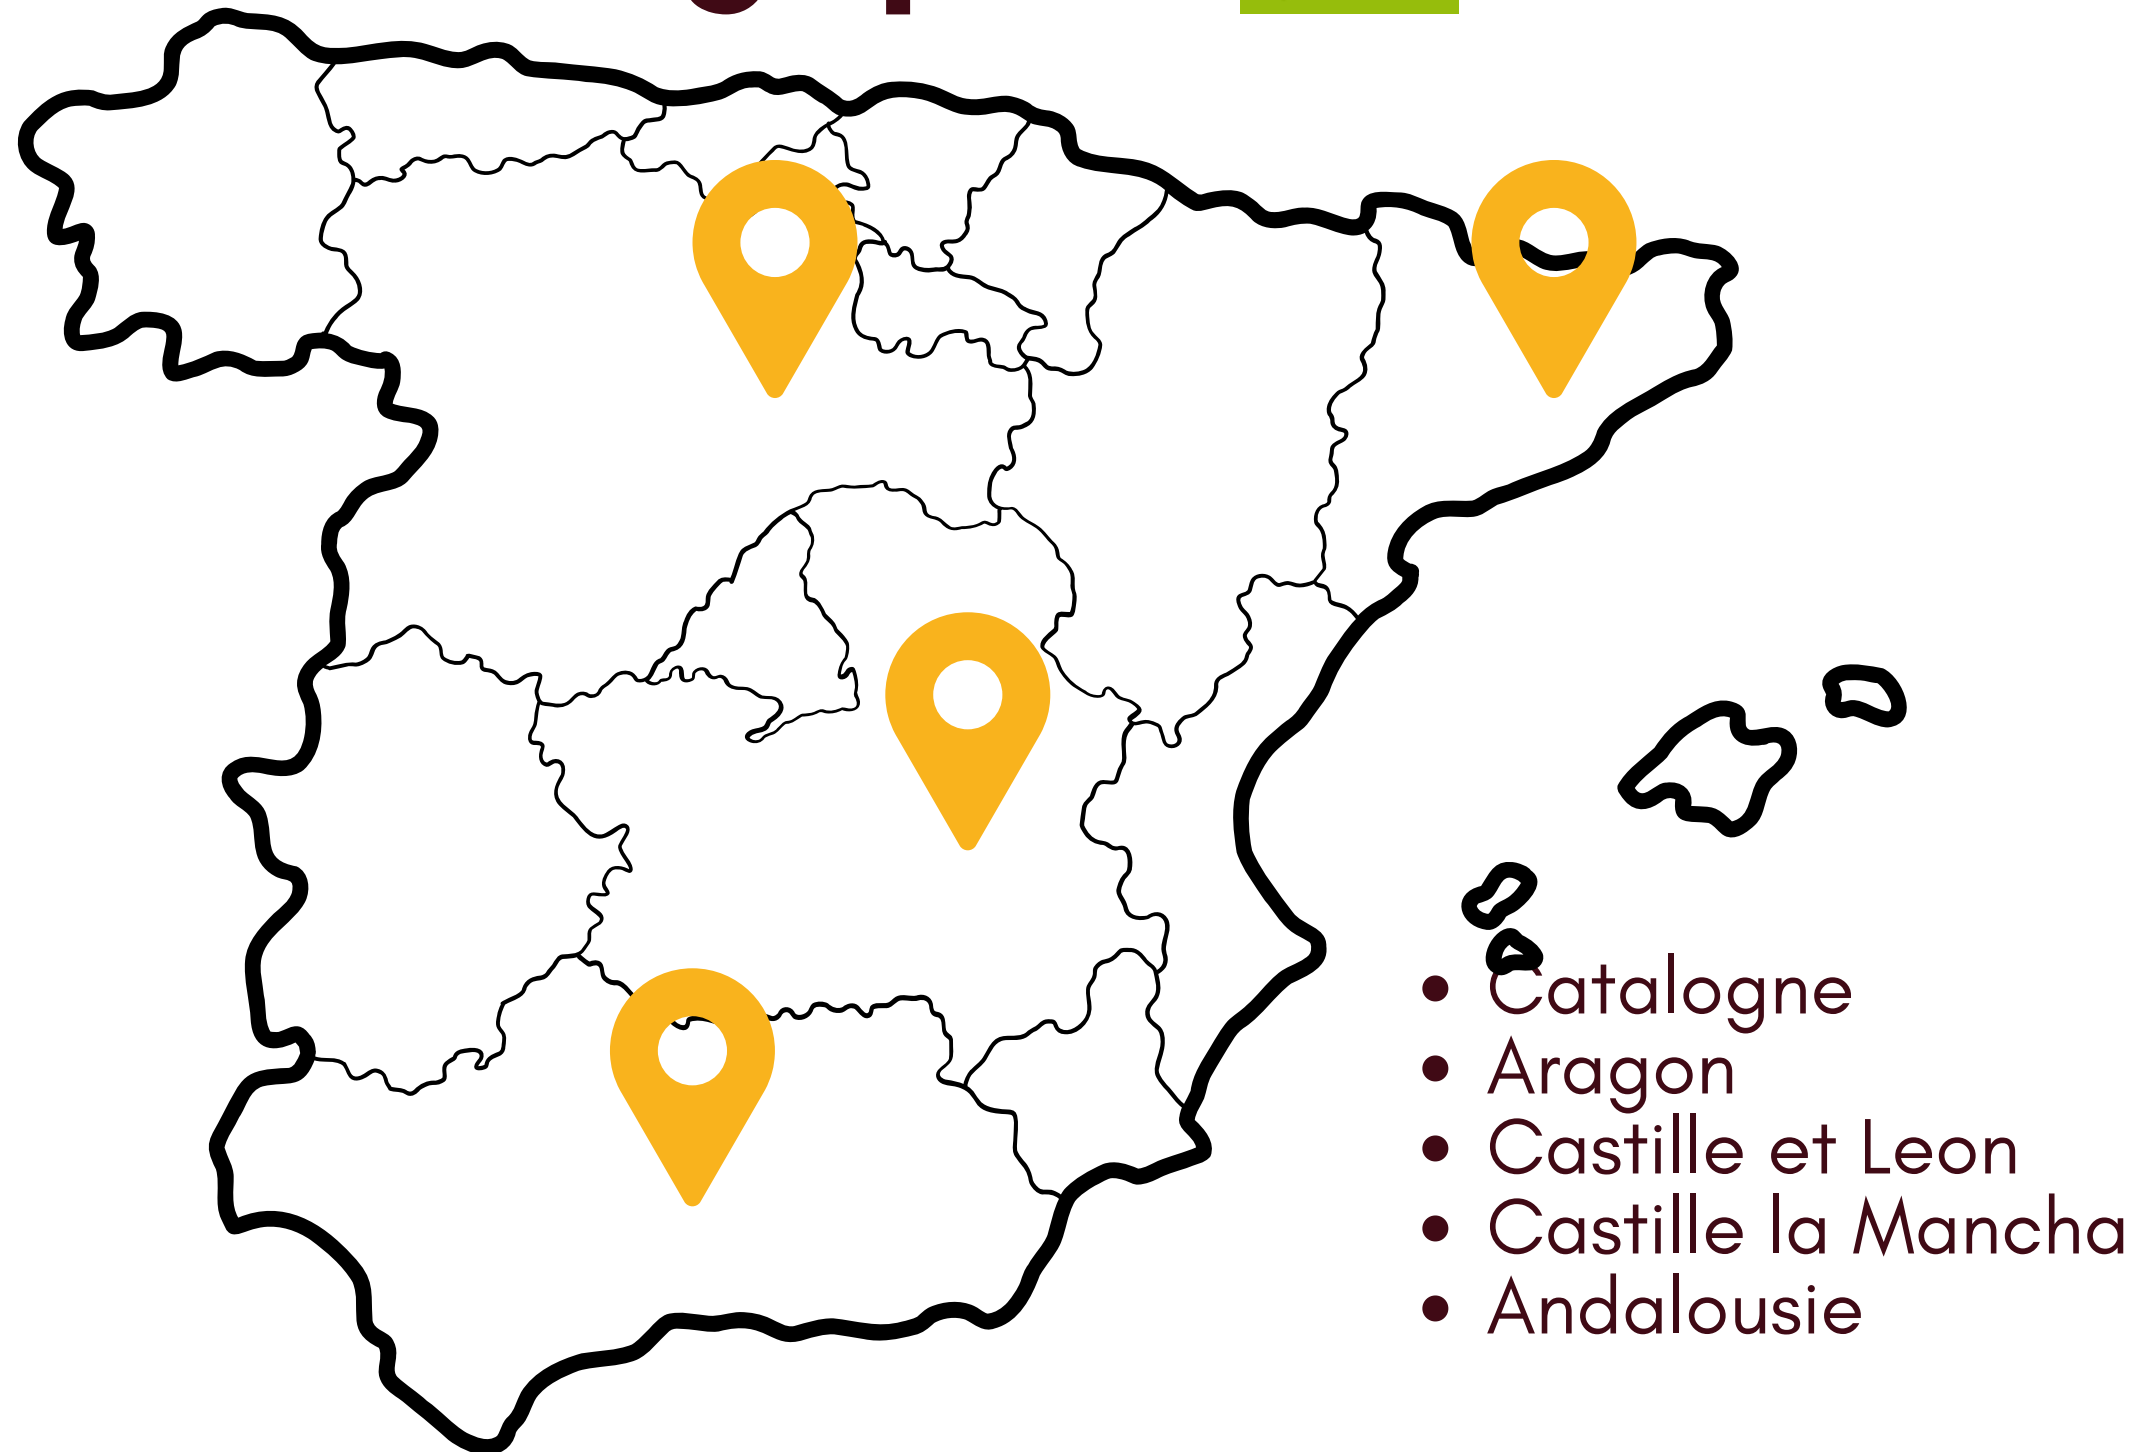 Catalogne
Aragon
Castille et Leon
Castille la Mancha
Andalousie